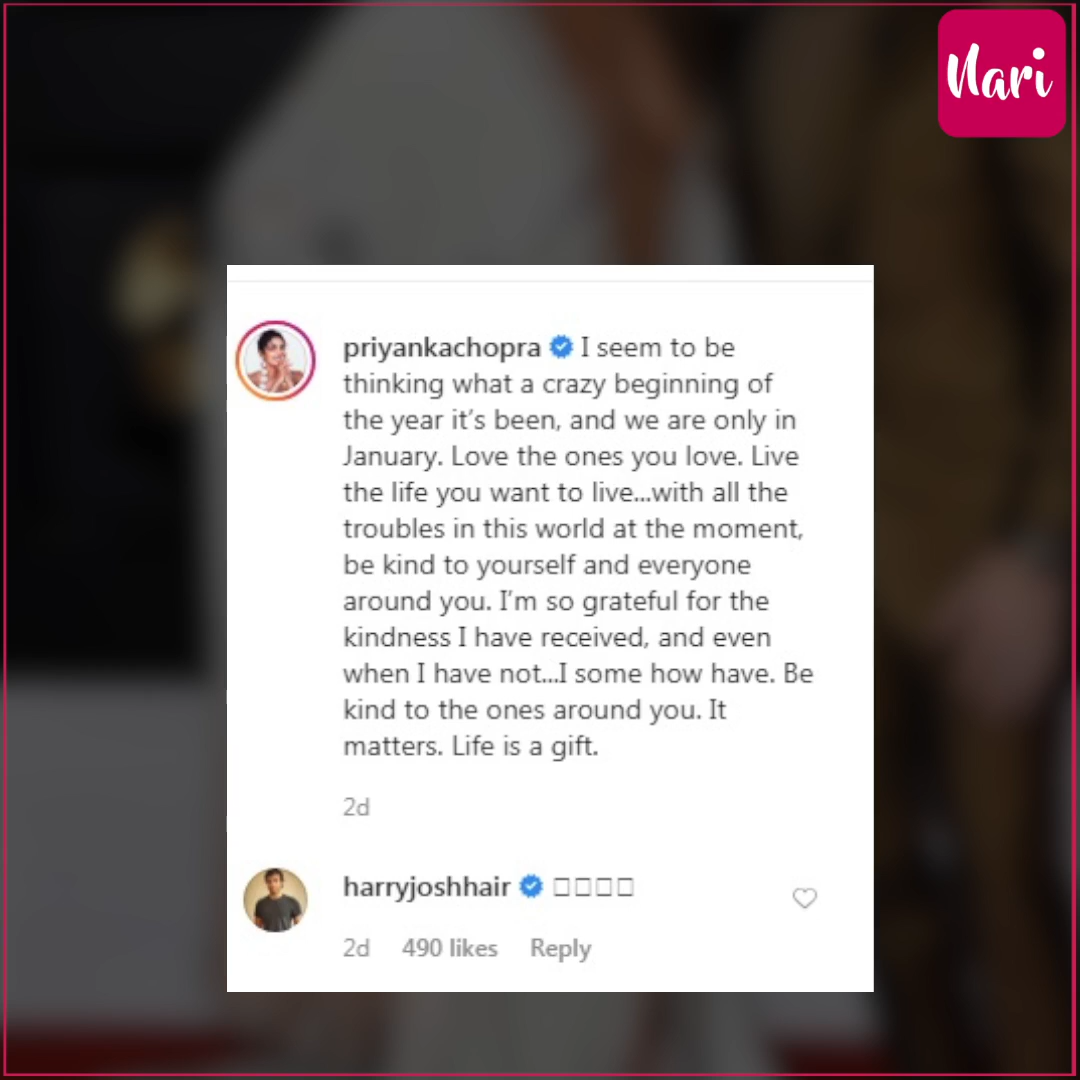 Nari
priyankachopra I seem to be
thinking what a crazy beginning of
the year it's been, and we are only in
January. Love the ones you love. Live
the life you want to live...with all the
troubles in this world at the moment,
be kind to yourself and everyone
around you. I'm so grateful for the
kindness I have received, and even
when I have not...I some how have. Be
kind to the ones around you. It
matters. Life is a gift.
2d
harryjoshhair □□□□
2d 490 likes Reply